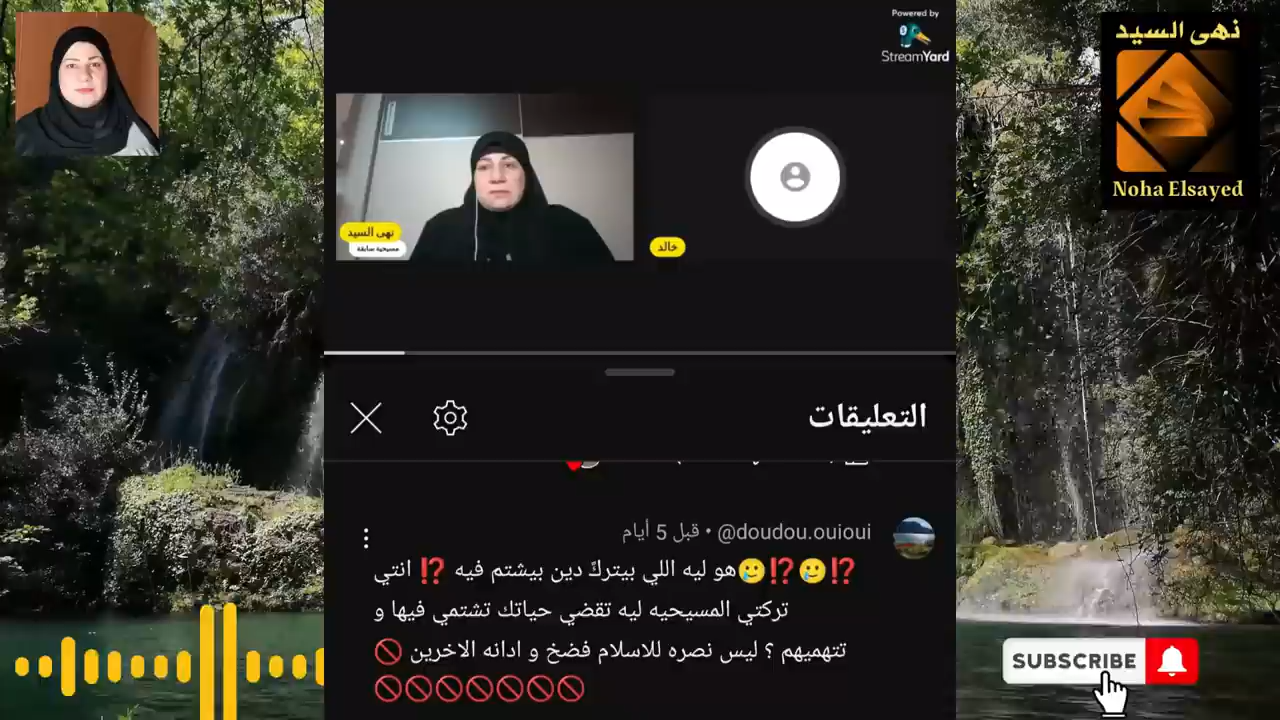 Powered by
StreamYard
نهى السيد
Noha Elsayed
نهى السيد
مسيحية سابقة
خالد
التعليقات
@doudou.ouioui • قبل 5 أيام
⁉️🥲⁉️🥲هو ليه اللي بيتركّ دين بيشتم فيه ⁉️ انتي
تركتي المسيحيه ليه تقضي حياتك تشتمي فيها و
تتهميهم ؟ ليس نصره للاسلام فضخ و ادانه الاخرين 🚫
🚫🚫🚫🚫🚫🚫🚫
SUBSCRIBE